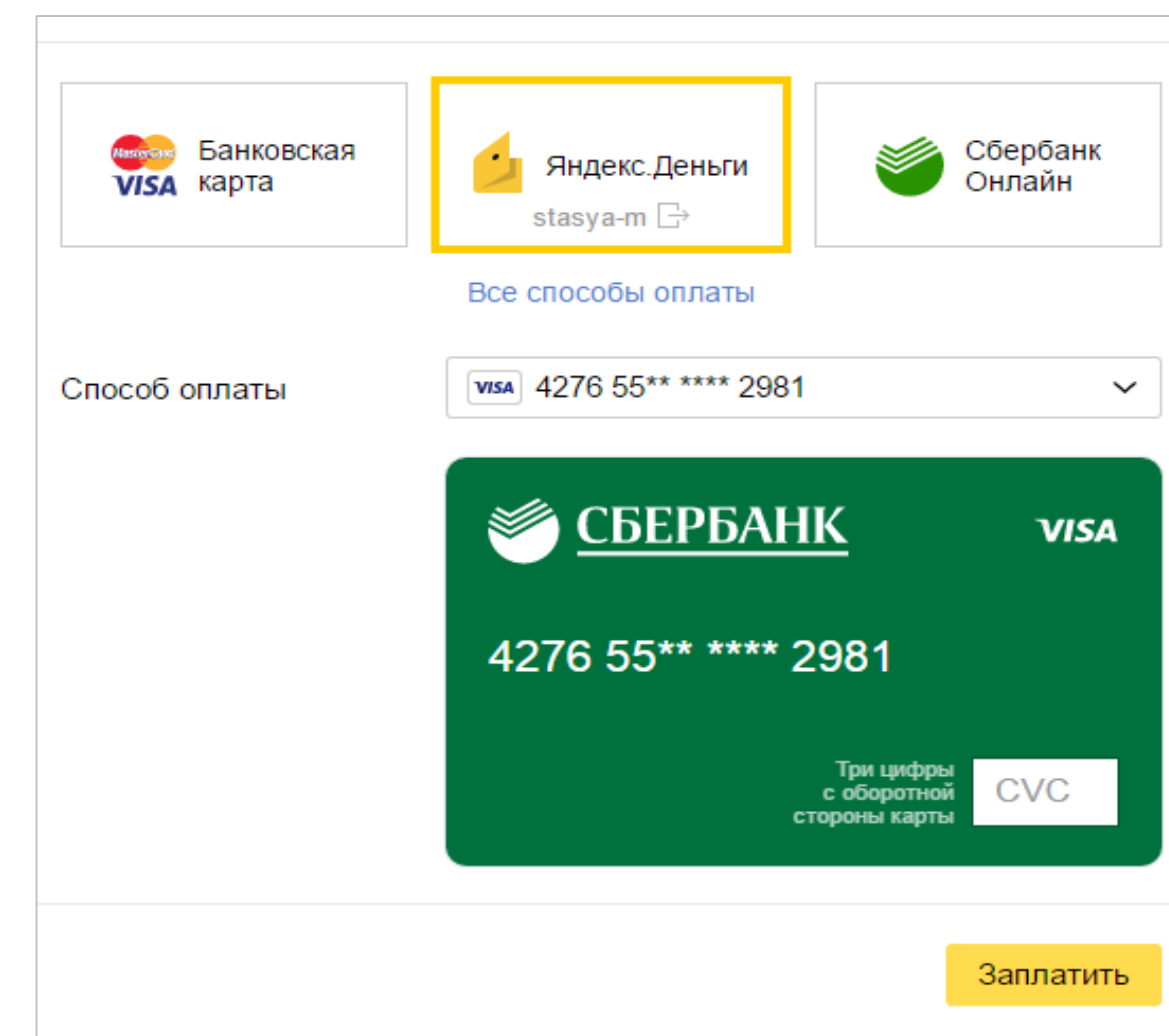 MasterCard
VISA
Банковская
карта
Яндекс.Деньги
stasya-m
Сбербанк
Онлайн
Все способы оплаты
Способ оплаты
VISA 4276 55** **** 2981
СБЕРБАНК VISA
4276 55** **** 2981
Три цифры
с оборотной
стороны карты
CVC
Заплатить